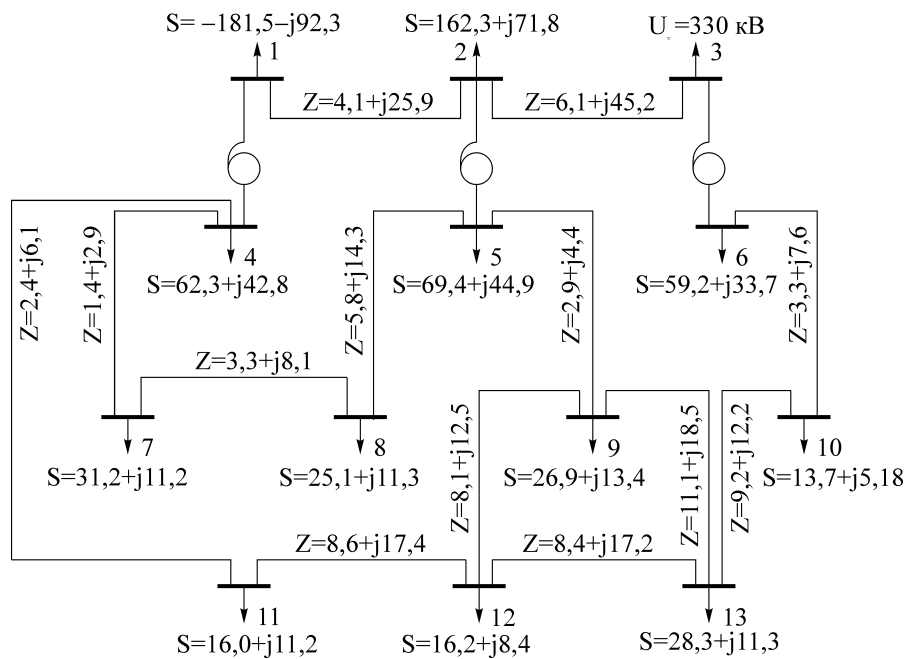 S= −181,5−j92,3
S=162,3+j71,8
U =330 кВ
1
2
3
Z=4,1+j25,9
Z=6,1+j45,2
Z=2,4+j6,1
Z=1,4+j2,9
Z=5,8+j14,3
Z=2,9+j4,4
Z=3,3+j7,6
4
5
6
S=62,3+j42,8
S=69,4+j44,9
S=59,2+j33,7
Z=3,3+j8,1
Z=8,1+j12,5
Z=11,1+j18,5
Z=9,2+j12,2
7
8
9
10
S=31,2+j11,2
S=25,1+j11,3
S=26,9+j13,4
S=13,7+j5,18
Z=8,6+j17,4
Z=8,4+j17,2
11
12
13
S=16,0+j11,2
S=16,2+j8,4
S=28,3+j11,3